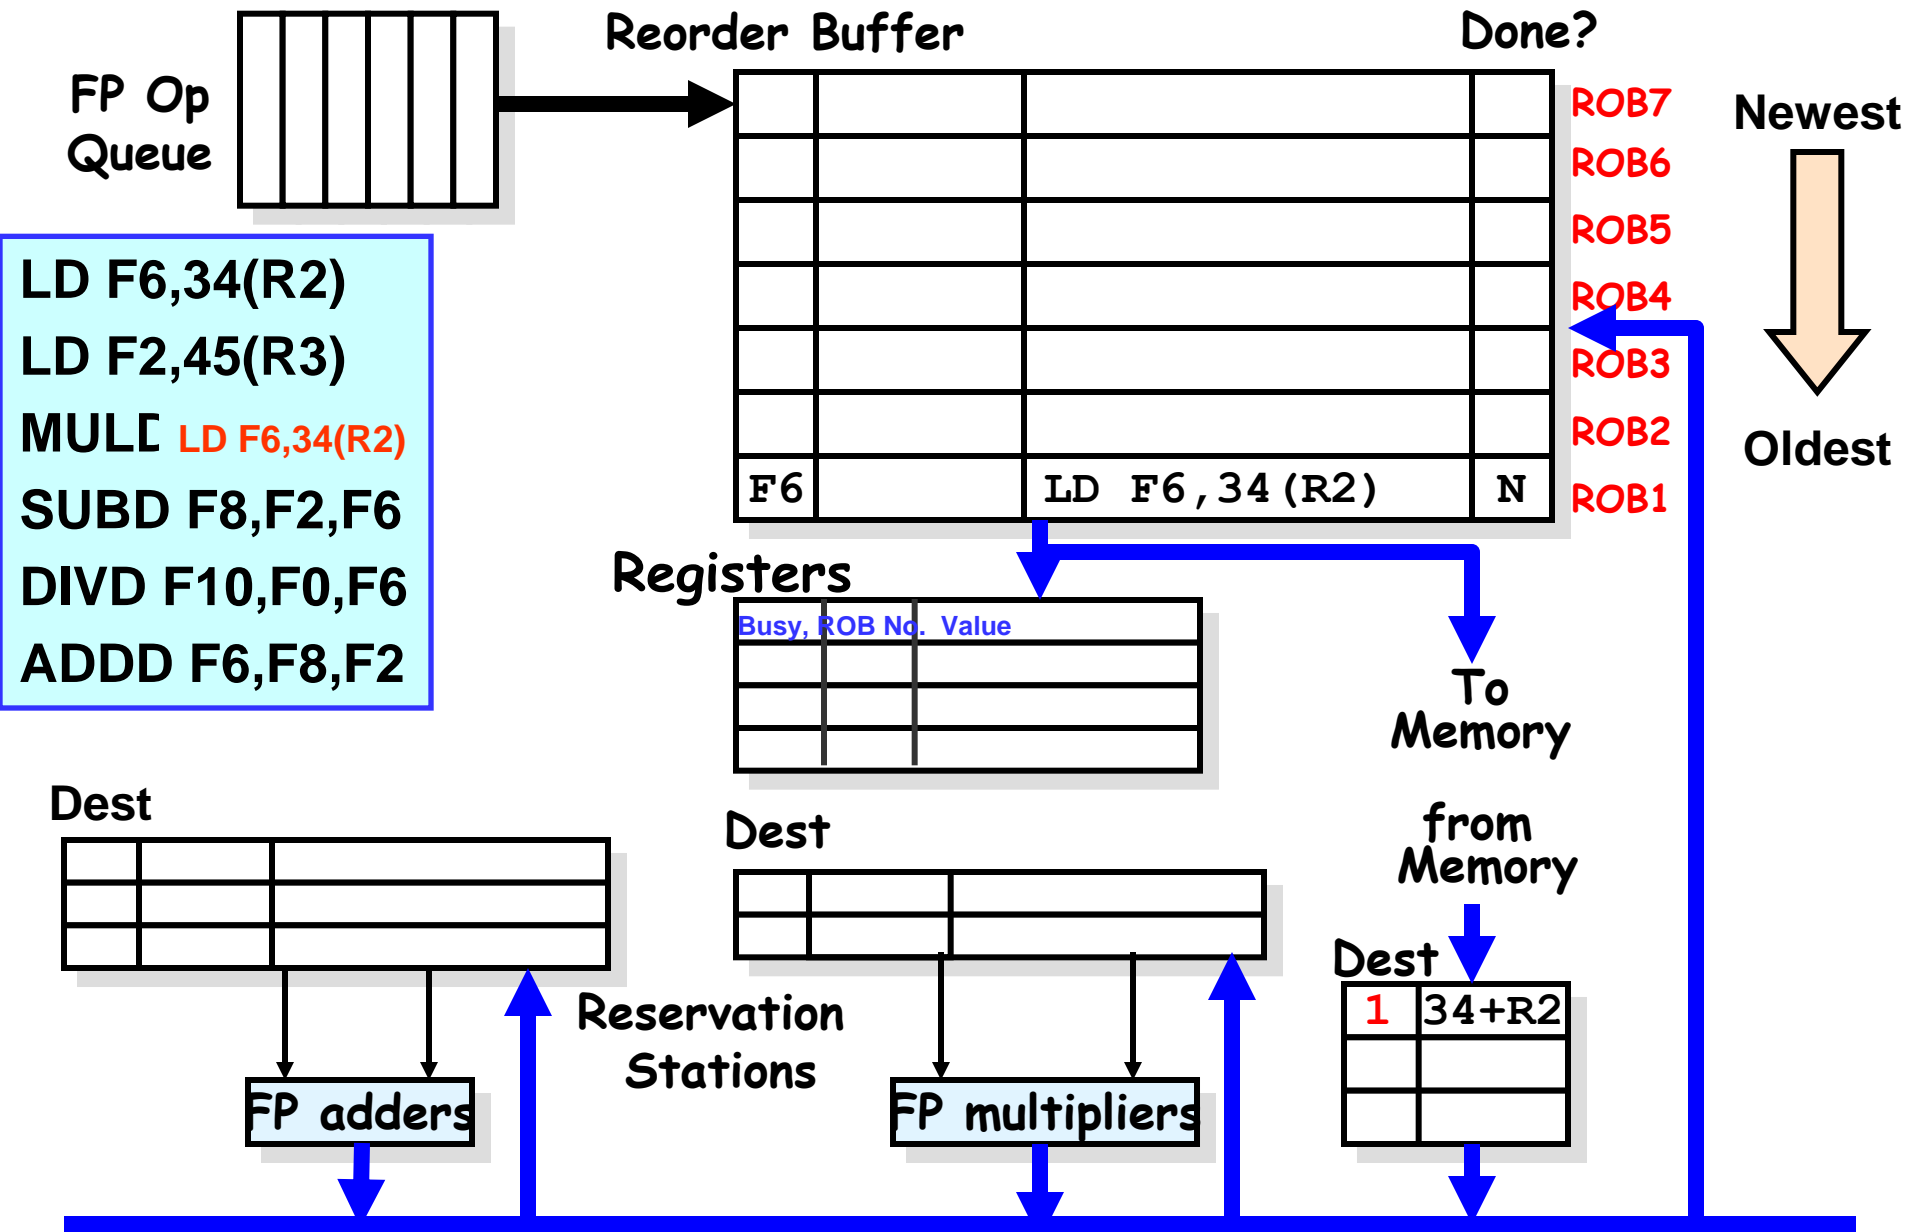 Reorder Buffer
Done?
FP Op
Queue
ROB7
ROB6
ROB5
ROB4
ROB3
ROB2
ROB1
Newest
Oldest
F6 LD F6,34(R2) N
LD F6,34(R2)
LD F2,45(R3)
MULD LD F6,34(R2)
SUBD F8,F2,F6
DIVD F10,F0,F6
ADDD F6,F8,F2
Registers
Busy, ROB No. Value
To
Memory
from
Memory
Dest
Dest
Dest
1 34+R2
Reservation
Stations
FP adders
FP multipliers